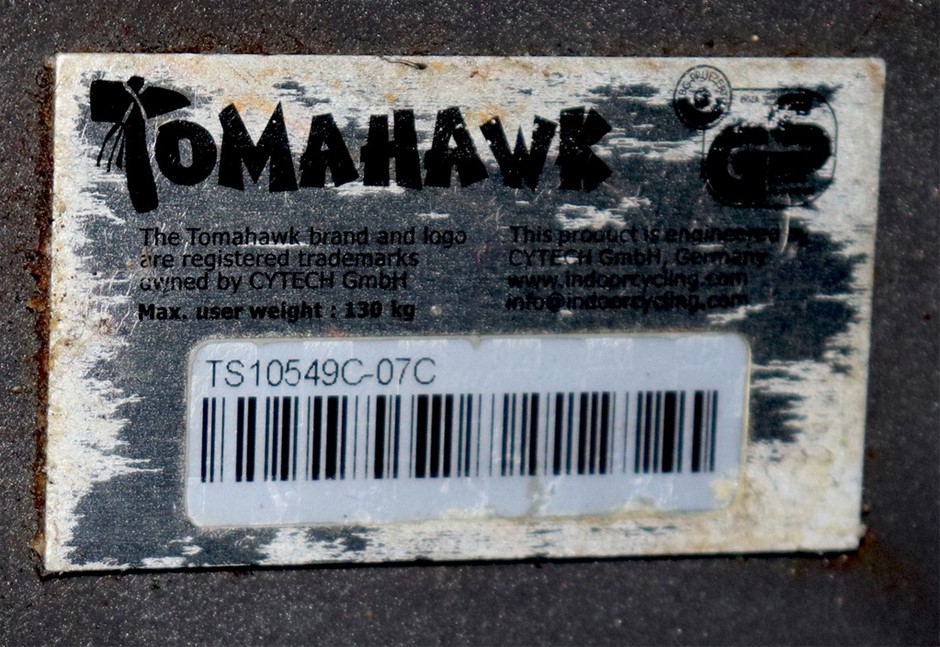 TOMAHAWK
GS
The Tomahawk brand and logo
are registered trademarks
owned by CYTECH GmbH
Max. user weight : 130 kg
This product is engineered by
CYTECH GmbH, Germany
www.indoorcycling.com
info@indoorcycling.com
TS10549C-07C